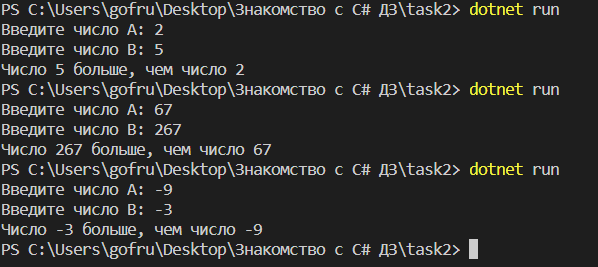 PS C:\Users\gofru\Desktop\Знакомство с C# ДЗ\task2> dotnet run
Введите число A: 2
Введите число B: 5
Число 5 больше, чем число 2
PS C:\Users\gofru\Desktop\Знакомство с C# ДЗ\task2> dotnet run
Введите число A: 67
Введите число B: 267
Число 267 больше, чем число 67
PS C:\Users\gofru\Desktop\Знакомство с C# ДЗ\task2> dotnet run
Введите число A: -9
Введите число B: -3
Число -3 больше, чем число -9
PS C:\Users\gofru\Desktop\Знакомство с C# ДЗ\task2>